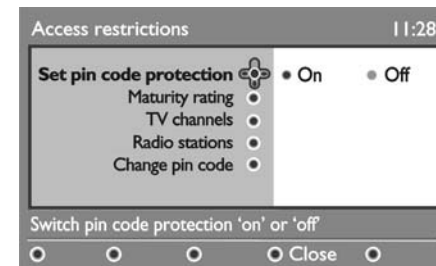 Access restrictions 11:28
Set pin code protection On Off
Maturity rating
TV channels
Radio stations
Change pin code
Switch pin code protection ‘on’ or ‘off’
Close